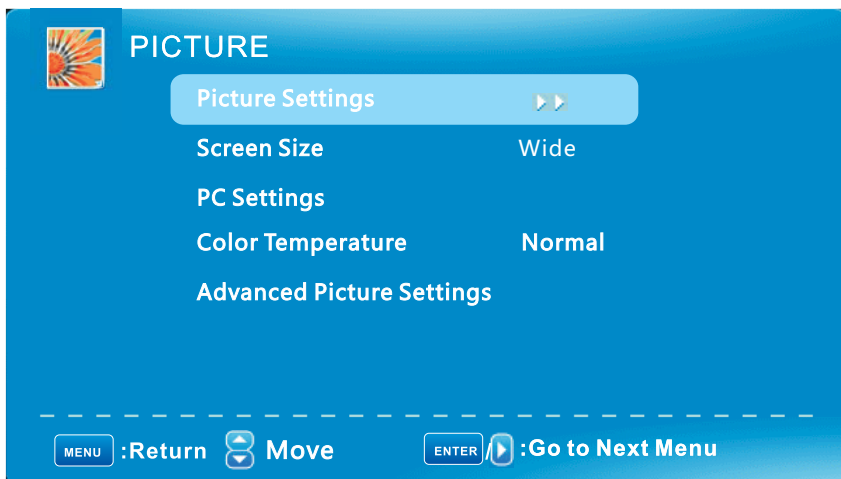 PICTURE
Picture Settings
Screen Size Wide
PC Settings
Color Temperature Normal
Advanced Picture Settings
MENU :Return Move ENTER / :Go to Next Menu